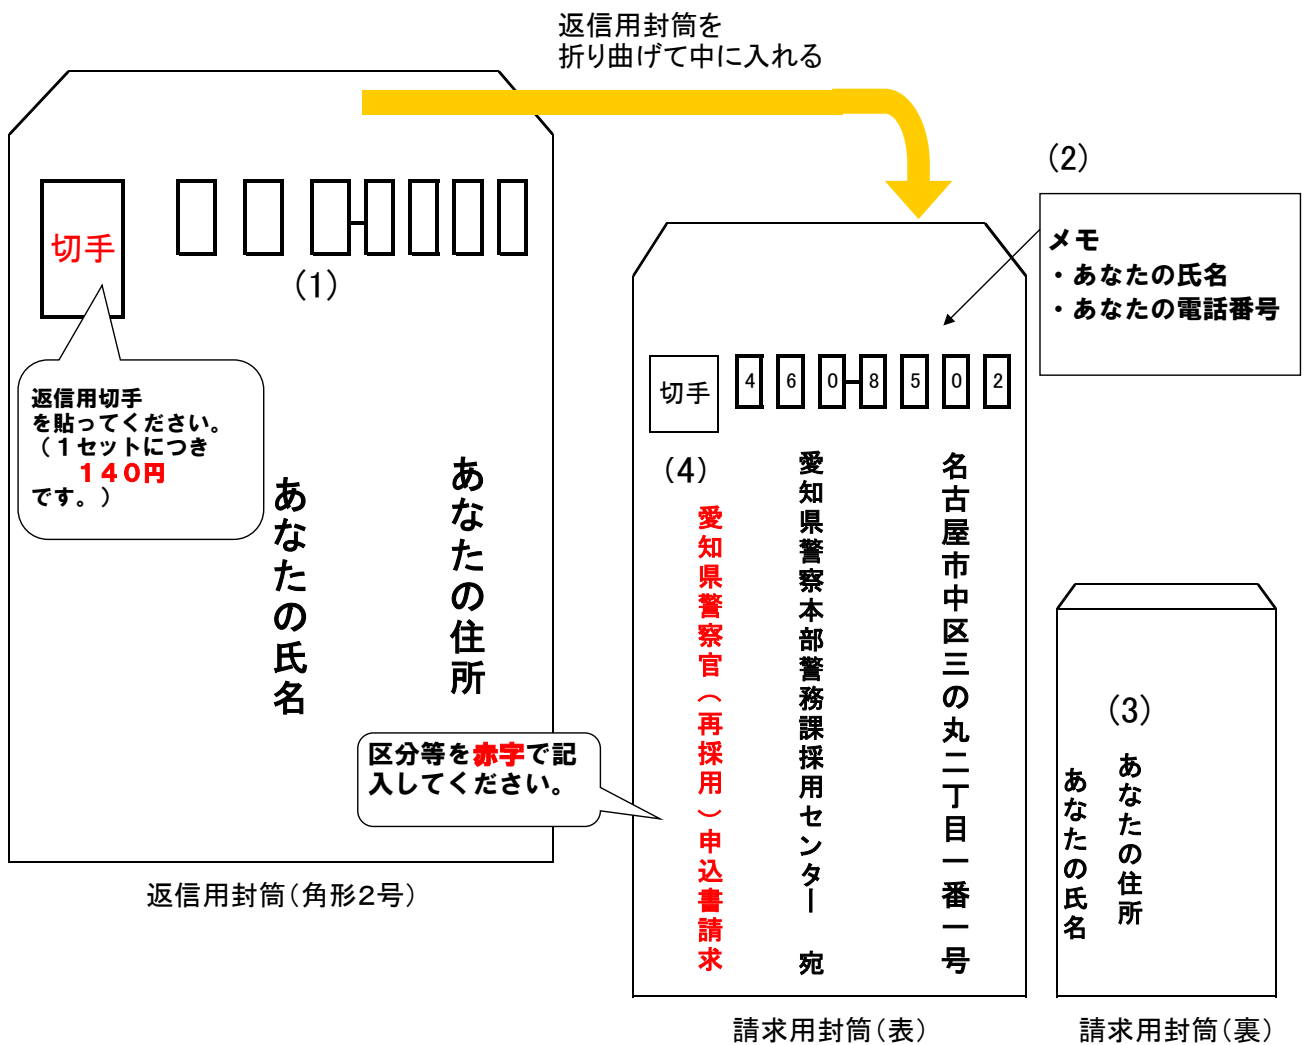 返信用封筒を
折り曲げて中に入れる
切手
(1)
返信用切手
を貼ってください。
(1セットにつき
140円
です。)
あなたの住所
あなたの氏名
返信用封筒(角形2号)
(2)
メモ
・あなたの氏名
・あなたの電話番号
切手
460-8502
(4)
名古屋市中区三の丸二丁目一番一号
愛知県警察本部警務課採用センター 宛
愛知県警察官(再採用)申込書請求
区分等を赤字で記
入してください。
請求用封筒(表)
(3)
あなたの住所
あなたの氏名
請求用封筒(裏)